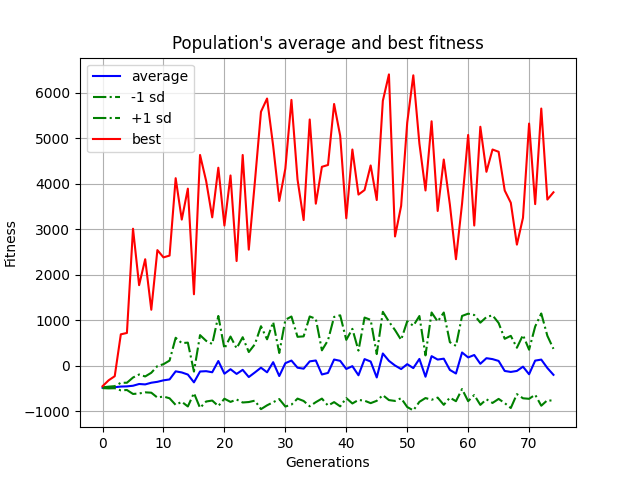 Population's average and best fitness
average
-1 sd
+1 sd
best
6000
5000
4000
3000
2000
1000
0
−1000
Fitness
0 10 20 30 40 50 60 70
Generations